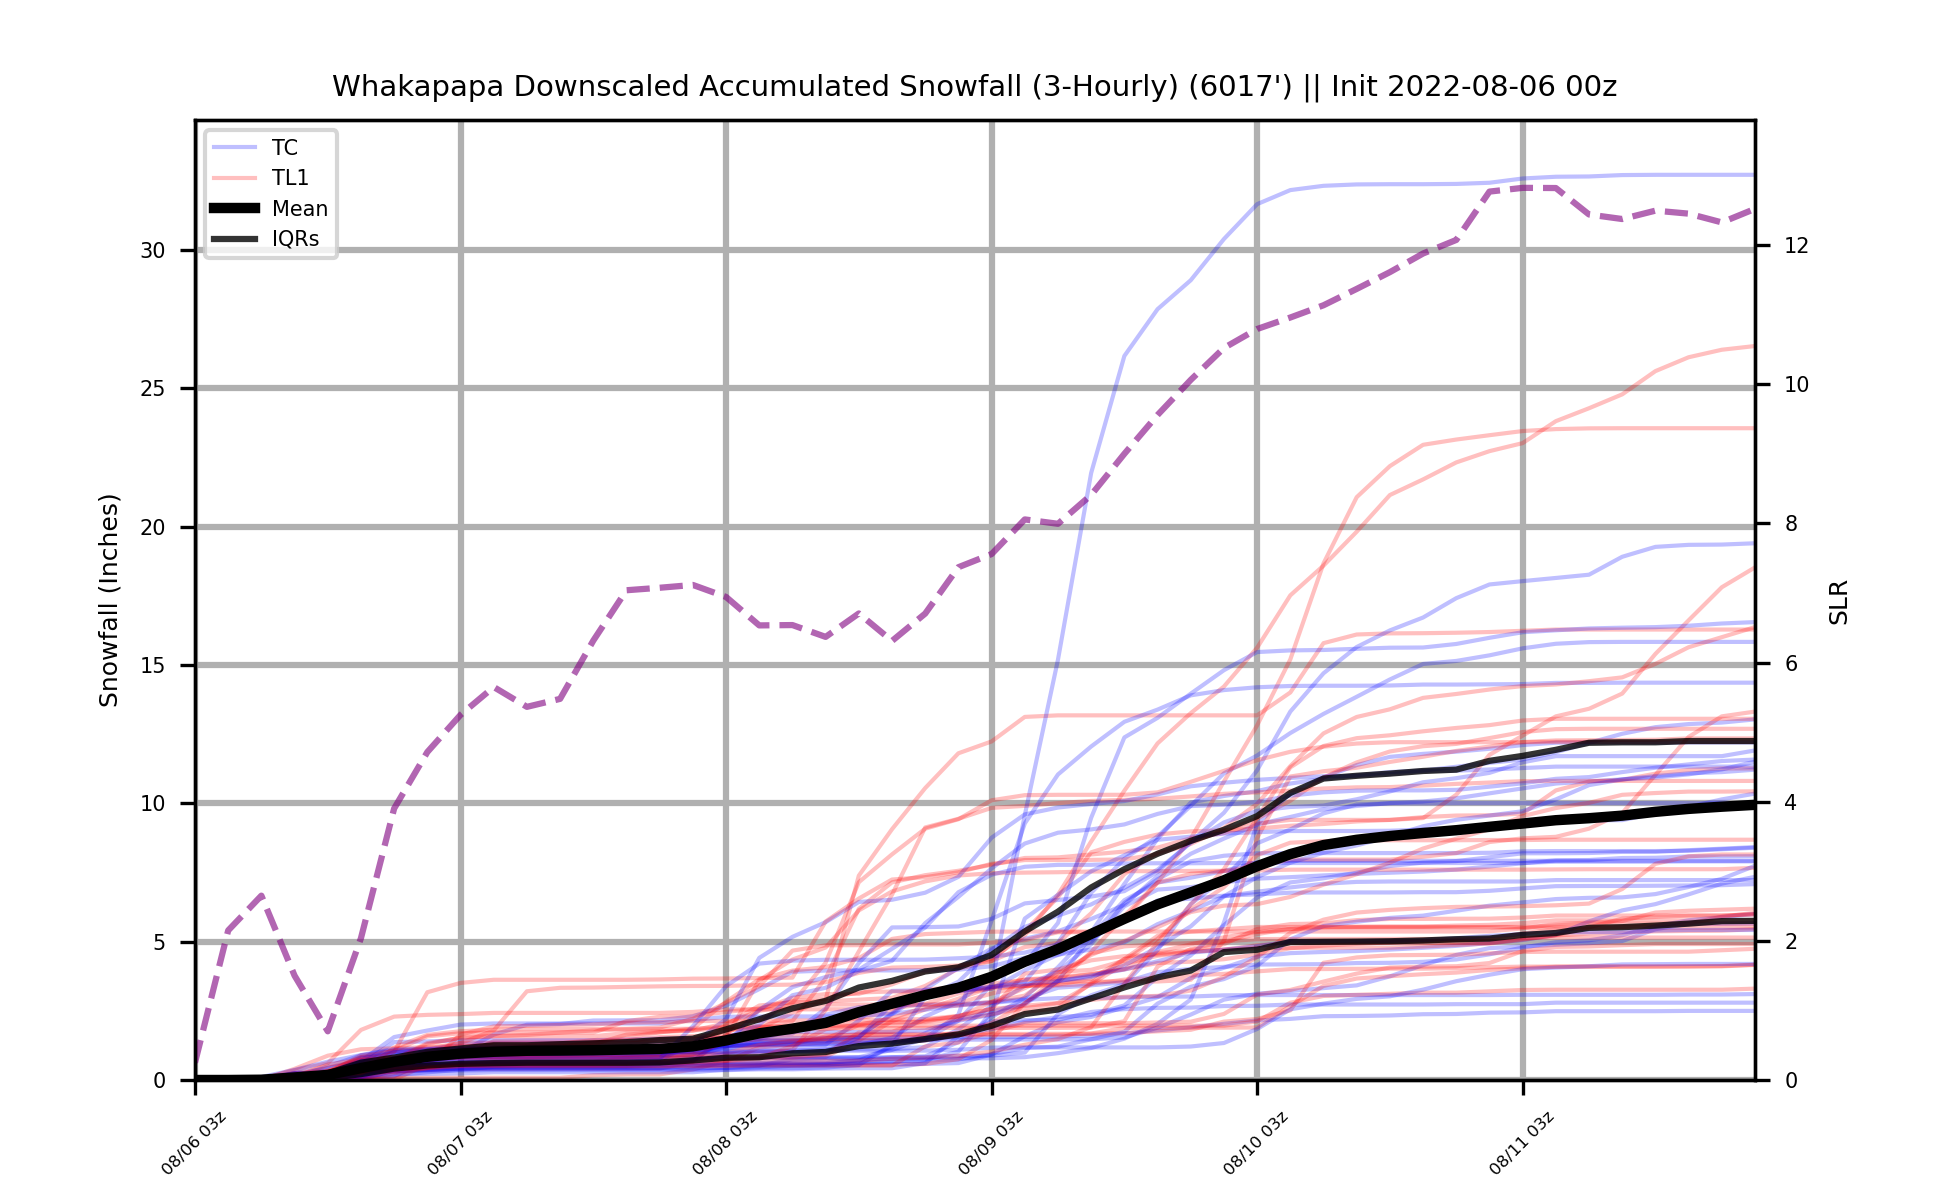 Whakapapa Downscaled Accumulated Snowfall (3-Hourly) (6017') || Init 2022-08-06 00z
TC
TL1
Mean
IQRs
Snowfall (Inches)
30
25
20
15
10
5
0
SLR
12
10
8
6
4
2
0
08/06 03z
08/07 03z
08/08 03z
08/09 03z
08/10 03z
08/11 03z